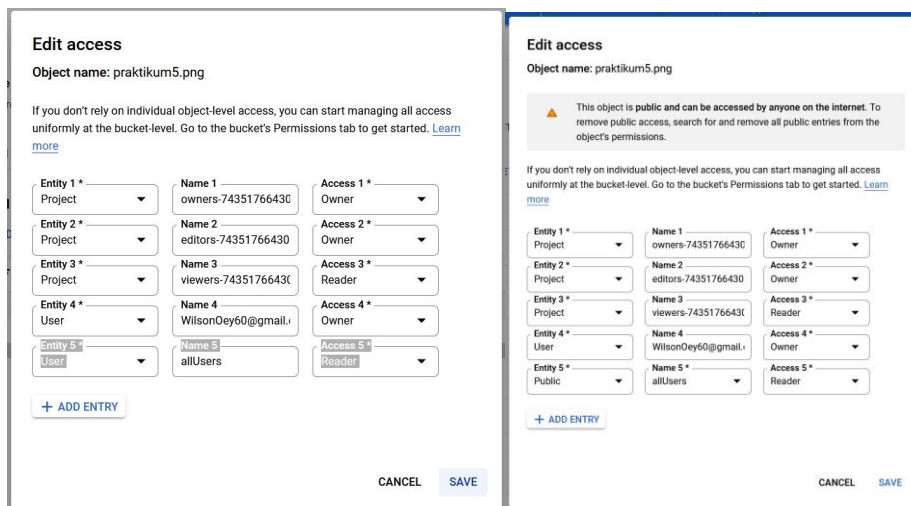 Edit access
Object name: praktikum5.png
If you don't rely on individual object-level access, you can start managing all access
uniformly at the bucket-level. Go to the bucket's Permissions tab to get started. Learn
more
Entity 1 * Name 1 Access 1 *
Project owners-74351766430 Owner
Entity 2 * Name 2 Access 2 *
Project editors-74351766430 Owner
Entity 3 * Name 3 Access 3 *
Project viewers-74351766430 Reader
Entity 4 * Name 4 Access 4 *
User WilsonOey60@gmail. Owner
Entity 5 * Name 5 Access 5 *
User allUsers Reader
+ ADD ENTRY
CANCEL SAVE
Edit access
Object name: praktikum5.png
This object is public and can be accessed by anyone on the internet. To
remove public access, search for and remove all public entries from the
object's permissions.
If you don't rely on individual object-level access, you can start managing all access
uniformly at the bucket-level. Go to the bucket's Permissions tab to get started. Learn
more
Entity 1 * Name 1 Access 1 *
Project owners-74351766430 Owner
Entity 2 * Name 2 Access 2 *
Project editors-74351766430 Owner
Entity 3 * Name 3 Access 3 *
Project viewers-74351766430 Reader
Entity 4 * Name 4 Access 4 *
User WilsonOey60@gmail. Owner
Entity 5 * Name 5 * Access 5 *
Public allUsers Reader
+ ADD ENTRY
CANCEL SAVE